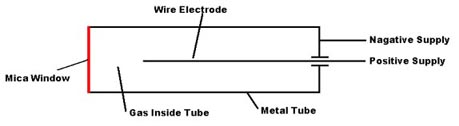 Wire Electrode
Nagative Supply
Positive Supply
Mica Window
Gas Inside Tube
Metal Tube